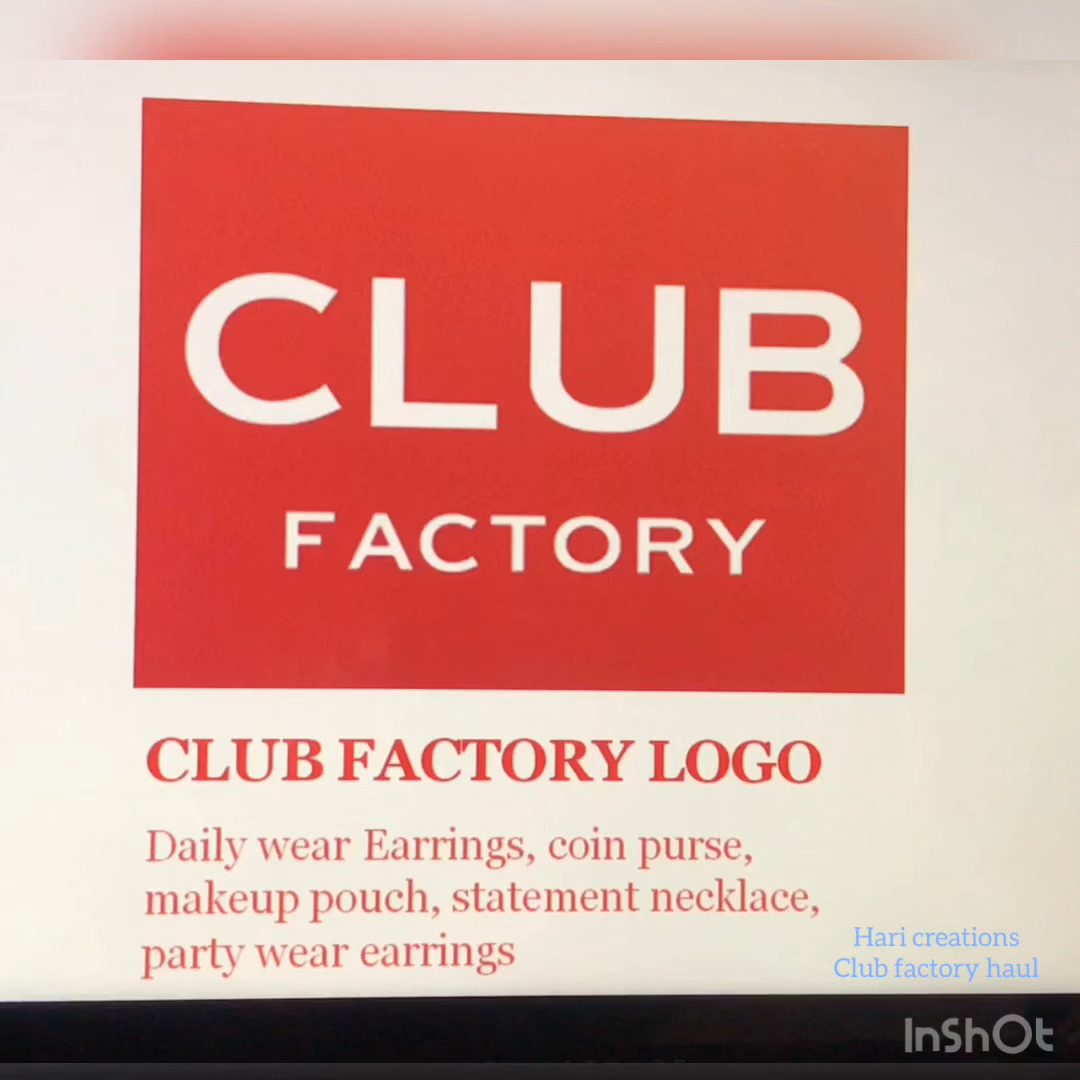 CLUB
FACTORY
CLUB FACTORY LOGO
Daily wear Earrings, coin purse,
makeup pouch, statement necklace,
party wear earrings
Hari creations
Club factory haul
InShOt